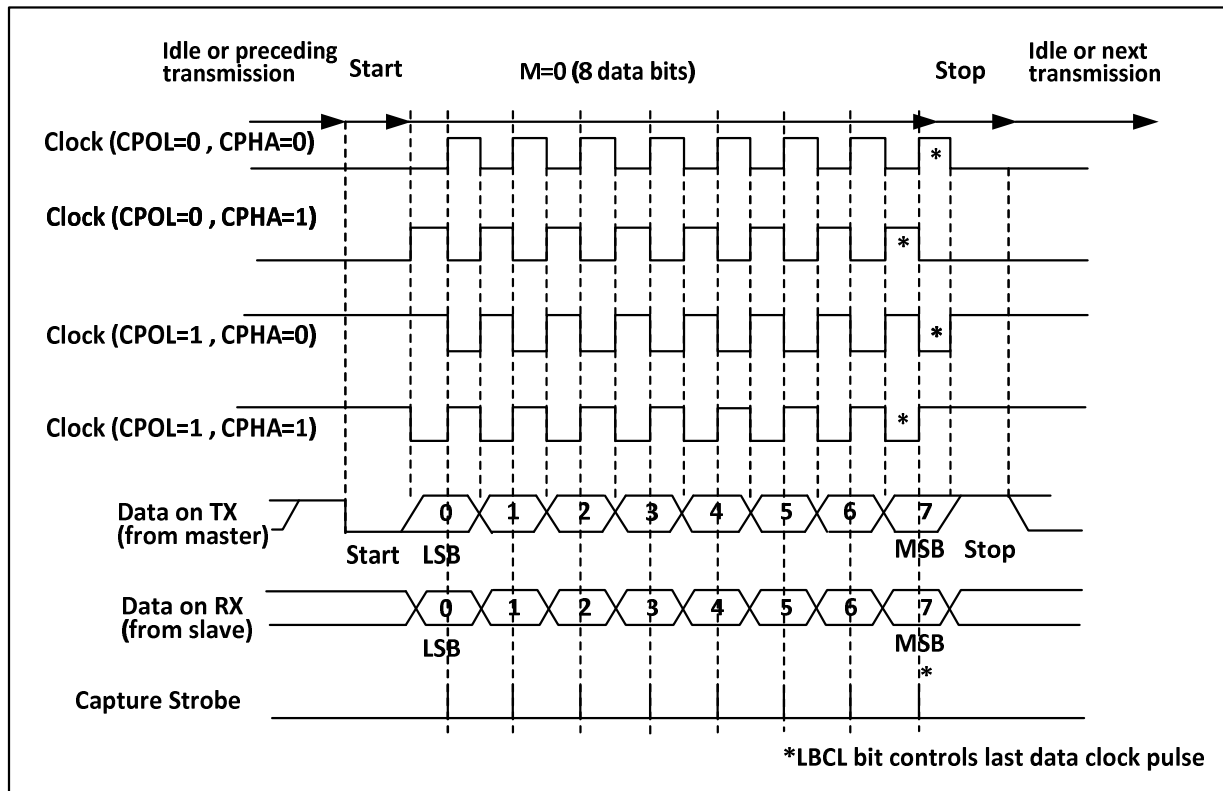 Idle or preceding
transmission
Start
M=0 (8 data bits)
Stop
Idle or next
transmission
Clock (CPOL=0 , CPHA=0)
*
Clock (CPOL=0 , CPHA=1)
*
Clock (CPOL=1 , CPHA=0)
*
Clock (CPOL=1 , CPHA=1)
*
Data on TX
(from master)
0 1 2 3 4 5 6 7
Start
LSB
MSB
Stop
Data on RX
(from slave)
0 1 2 3 4 5 6 7
LSB
MSB
*
Capture Strobe
*LBCL bit controls last data clock pulse